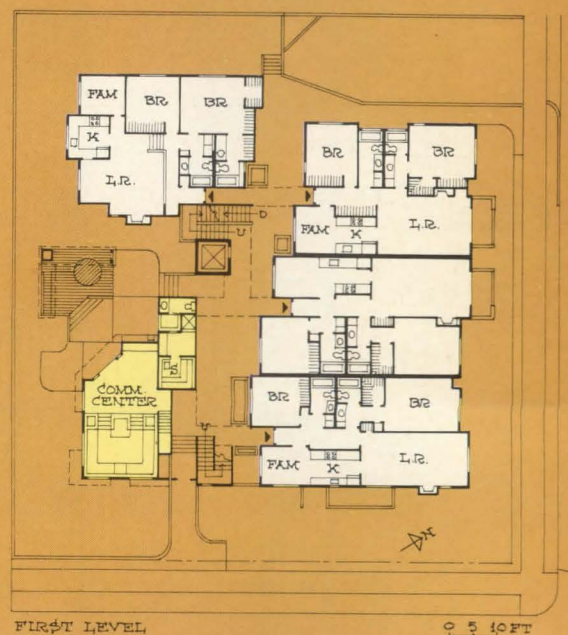 FAM
BR
BR
K
L.R.
BR
BR
FAM
K
L.R.
D
U
S.
COMM.
CENTER
BR
BR
U
FAM
K
L.R.
N
FIRST LEVEL
0 5 10 FT